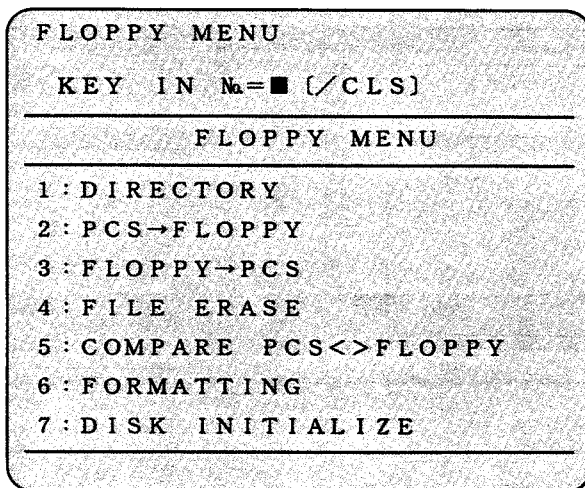 FLOPPY MENU
KEY IN №=■ [/CLS]
FLOPPY MENU
1:DIRECTORY
2:PCS→FLOPPY
3:FLOPPY→PCS
4:FILE ERASE
5:COMPARE PCS<>FLOPPY
6:FORMATTING
7:DISK INITIALIZE